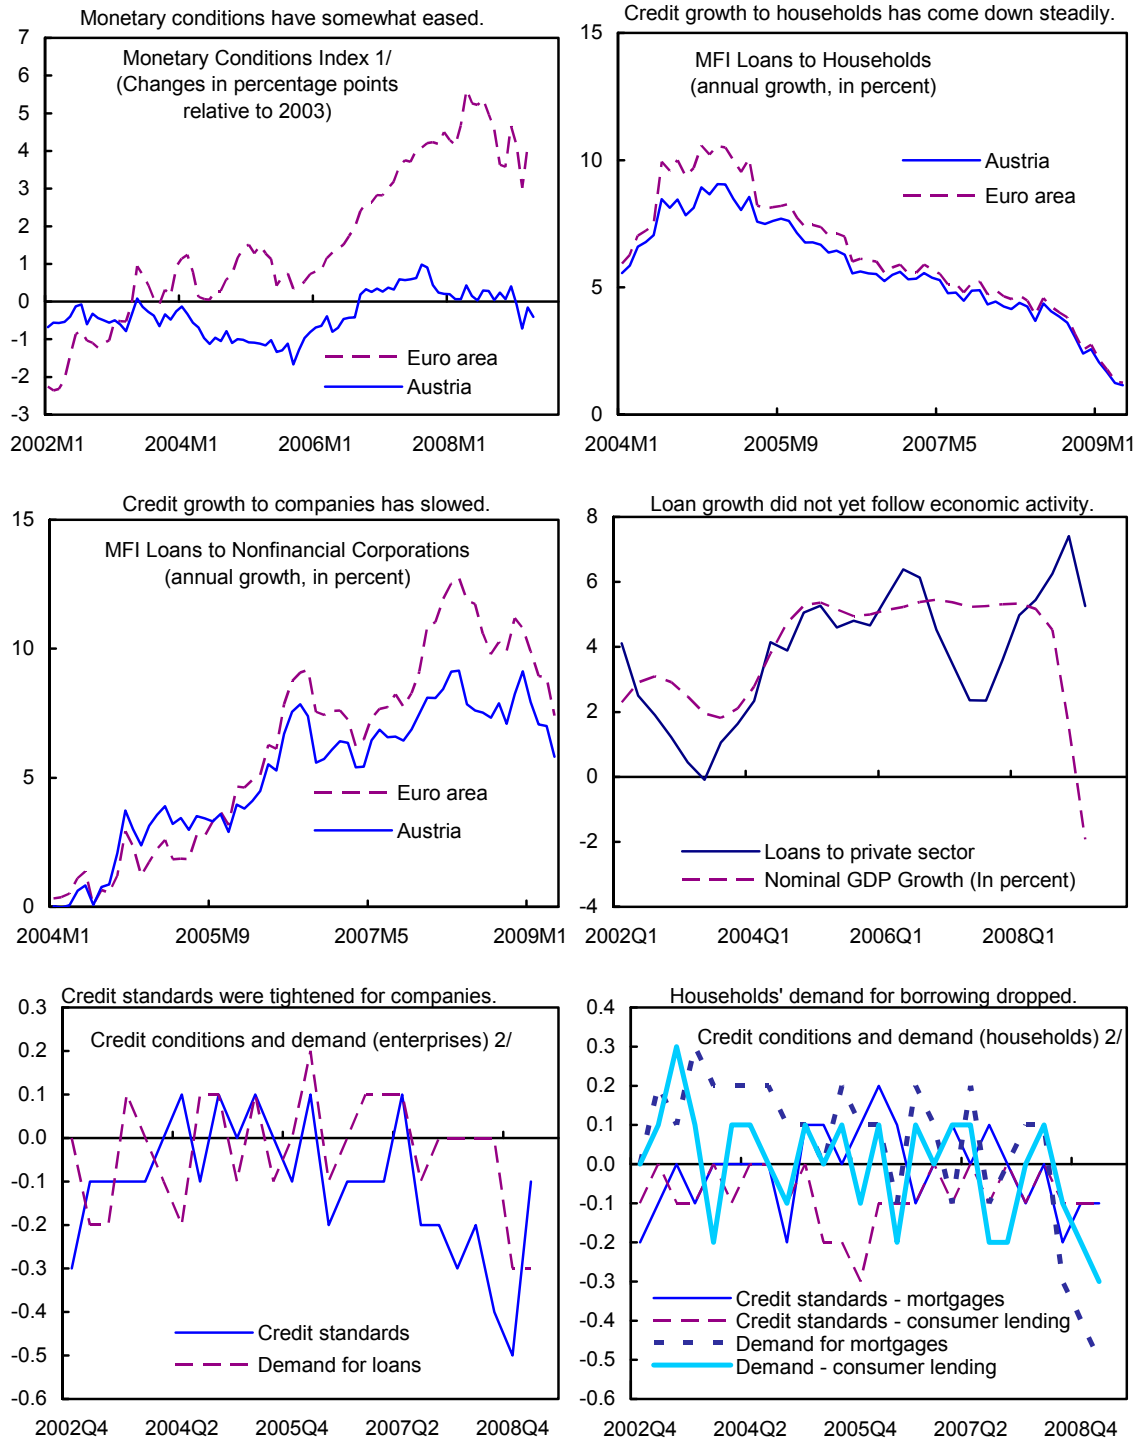 Monetary conditions have somewhat eased.
7
6
5
4
3
2
1
0
-1
-2
-3
Monetary Conditions Index 1/
(Changes in percentage points
relative to 2003)
Euro area
Austria
2002M1 2004M1 2006M1 2008M1
Credit growth to households has come down steadily.
15
10
5
0
MFI Loans to Households
(annual growth, in percent)
Austria
Euro area
2004M1 2005M9 2007M5 2009M1
Credit growth to companies has slowed.
15
10
5
0
MFI Loans to Nonfinancial Corporations
(annual growth, in percent)
Euro area
Austria
2004M1 2005M9 2007M5 2009M1
Loan growth did not yet follow economic activity.
8
6
4
2
0
-2
-4
Loans to private sector
Nominal GDP Growth (In percent)
2002Q1 2004Q1 2006Q1 2008Q1
Credit standards were tightened for companies.
0.3
0.2
0.1
0.0
-0.1
-0.2
-0.3
-0.4
-0.5
-0.6
Credit conditions and demand (enterprises) 2/
Credit standards
Demand for loans
2002Q4 2004Q2 2005Q4 2007Q2 2008Q4
Households' demand for borrowing dropped.
0.4
0.3
0.2
0.1
0.0
-0.1
-0.2
-0.3
-0.4
-0.5
-0.6
Credit conditions and demand (households) 2/
Credit standards - mortgages
Credit standards - consumer lending
Demand for mortgages
Demand - consumer lending
2002Q4 2004Q2 2005Q4 2007Q2 2008Q4